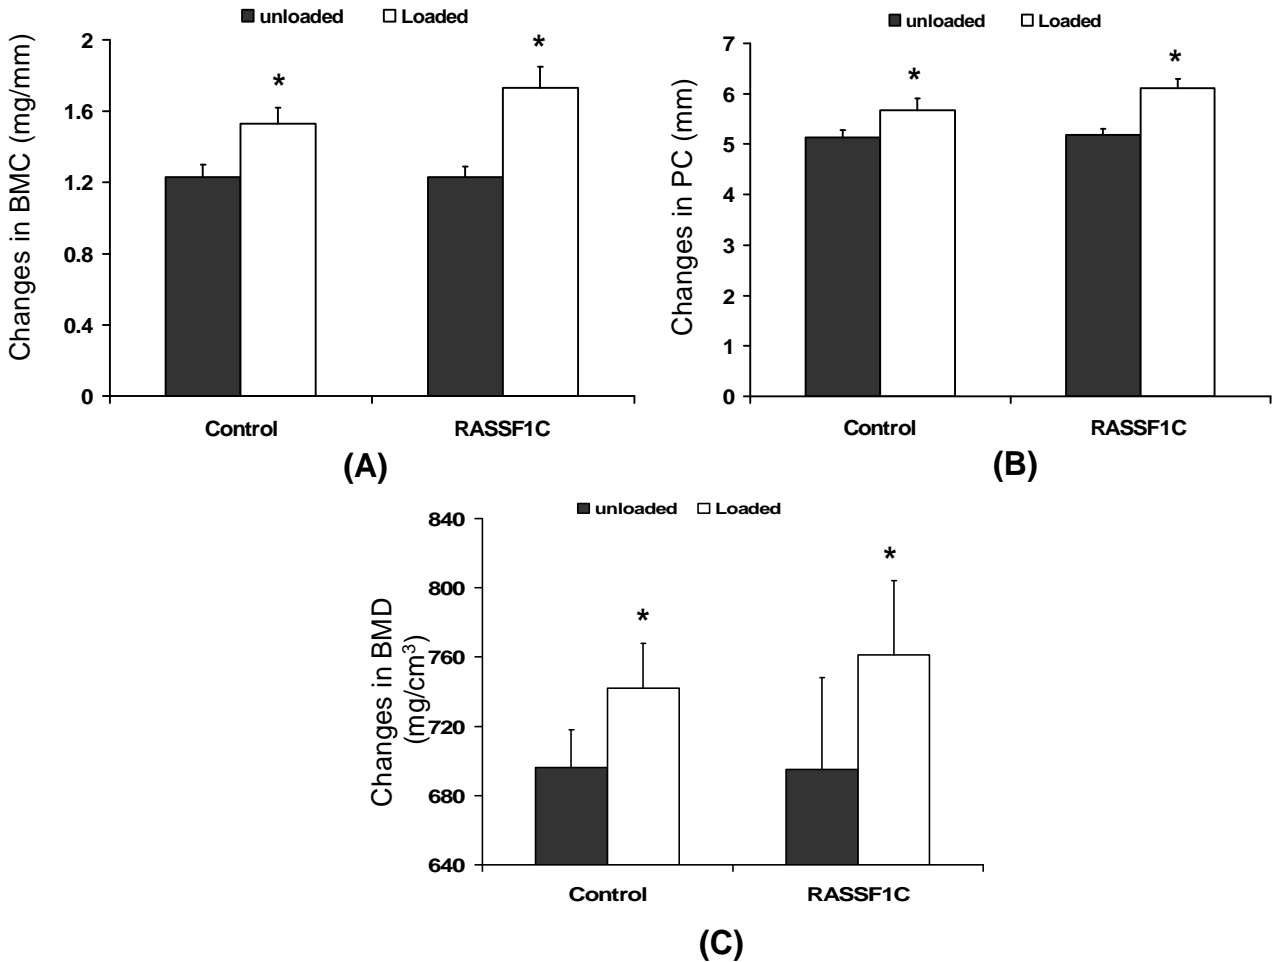 unloaded Loaded
2
1.6
1.2
0.8
0.4
0
Changes in BMC (mg/mm)
*
*
Control RASSF1C
(A)
unloaded Loaded
7
6
5
4
3
2
1
0
Changes in PC (mm)
*
*
Control RASSF1C
(B)
unloaded Loaded
840
800
760
720
680
640
Changes in BMD
(mg/cm³)
*
*
Control RASSF1C
(C)